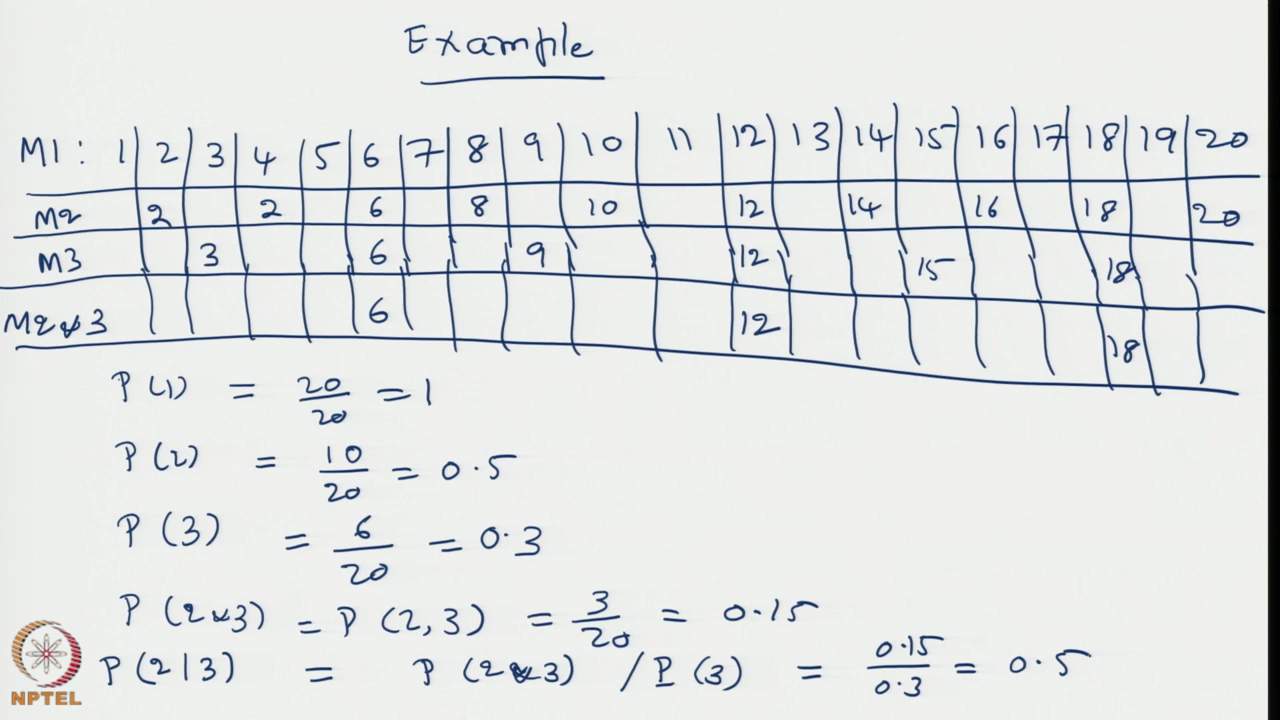 Example
M1 : 1 | 2 | 3 | 4 | 5 | 6 | 7 | 8 | 9 | 10 | 11 | 12 | 13 | 14 | 15 | 16 | 17 | 18 | 19 | 20
M2 2 2 6 8 10 12 14 16 18 20
M3 3 6 9 12 15 18
M2&3 6 12 18
P(1) = 20/20 = 1
P(2) = 10/20 = 0.5
P(3) = 6/20 = 0.3
P(2&3) = P(2,3) = 3/20 = 0.15
P(2|3) = P(2&3) / P(3) = 0.15/0.3 = 0.5
NPTEL